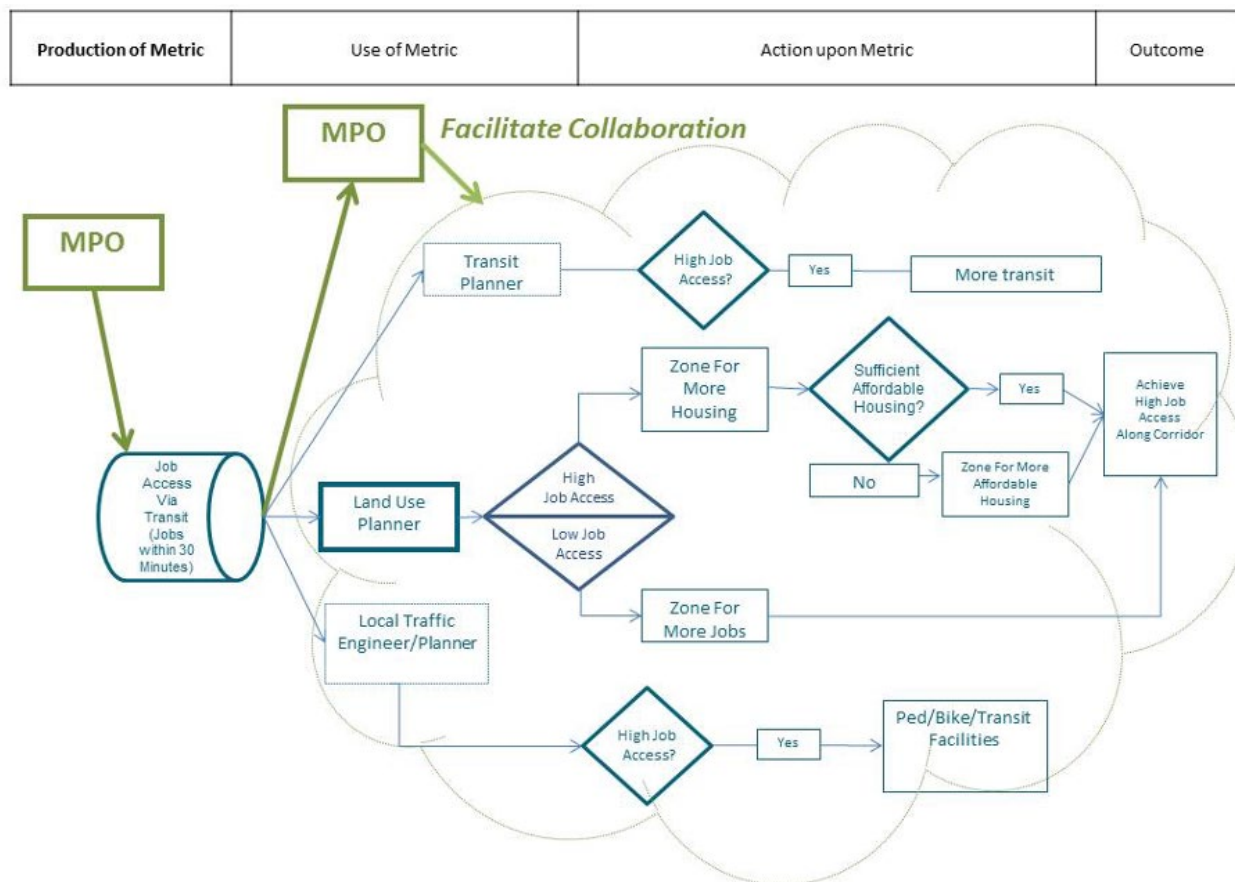 Production of Metric
Use of Metric
Action upon Metric
Outcome
MPO
Facilitate Collaboration
MPO
Transit
Planner
High Job
Access?
Yes
More transit
Zone For
More
Housing
Sufficient
Affordable
Housing?
Yes
Achieve
High Job
Access
Along Corridor
No
Zone For More
Affordable
Housing
Job
Access
Via
Transit
(Jobs
within 30
Minutes)
Land Use
Planner
High
Job Access
Low Job
Access
Zone For
More Jobs
Local Traffic
Engineer/Planner
High Job
Access?
Yes
Ped/Bike/Transit
Facilities